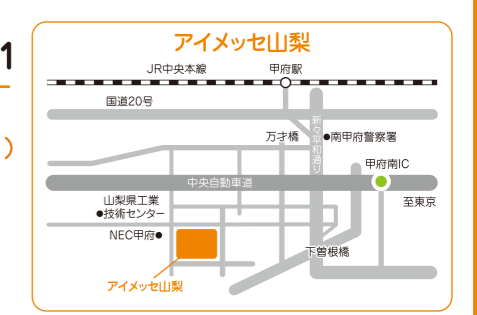 1
)
アイメッセ山梨
JR中央本線
甲府駅
国道20号
新々平和通り
万才橋
●南甲府警察署
甲府南IC
中央自動車道
至東京
山梨県工業
●技術センター
NEC甲府●
下曽根橋
アイメッセ山梨